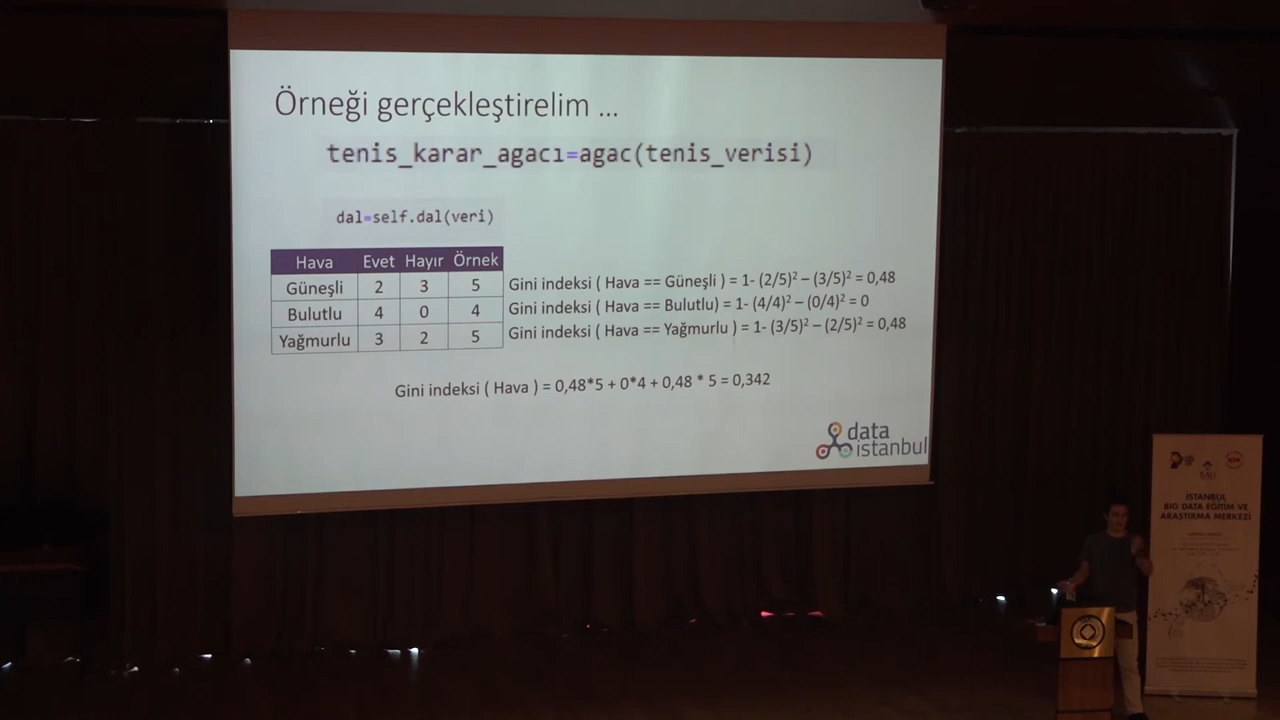 Örneği gerçekleştirelim ...
tenis_karar_agacı=agac(tenis_verisi)
dal=self.dal(veri)
Hava Evet Hayır Örnek
Güneşli 2 3 5
Bulutlu 4 0 4
Yağmurlu 3 2 5
Gini indeksi ( Hava == Güneşli ) = 1- (2/5)² – (3/5)² = 0,48
Gini indeksi ( Hava == Bulutlu) = 1- (4/4)² – (0/4)² = 0
Gini indeksi ( Hava == Yağmurlu ) = 1- (3/5)² – (2/5)² = 0,48
Gini indeksi ( Hava ) = 0,48*5 + 0*4 + 0,48 * 5 = 0,342
data
istanbul
İSTANBUL
BIG DATA EĞİTİM VE
ARAŞTIRMA MERKEZİ